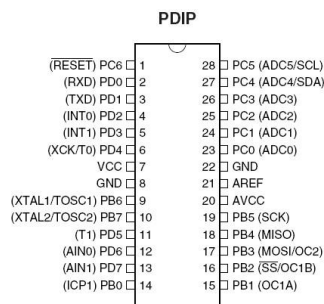 PDIP
(RESET) PC6 1 28 PC5 (ADC5/SCL)
(RXD) PD0 2 27 PC4 (ADC4/SDA)
(TXD) PD1 3 26 PC3 (ADC3)
(INT0) PD2 4 25 PC2 (ADC2)
(INT1) PD3 5 24 PC1 (ADC1)
(XCK/T0) PD4 6 23 PC0 (ADC0)
VCC 7 22 GND
GND 8 21 AREF
(XTAL1/TOSC1) PB6 9 20 AVCC
(XTAL2/TOSC2) PB7 10 19 PB5 (SCK)
(T1) PD5 11 18 PB4 (MISO)
(AIN0) PD6 12 17 PB3 (MOSI/OC2)
(AIN1) PD7 13 16 PB2 (SS/OC1B)
(ICP1) PB0 14 15 PB1 (OC1A)